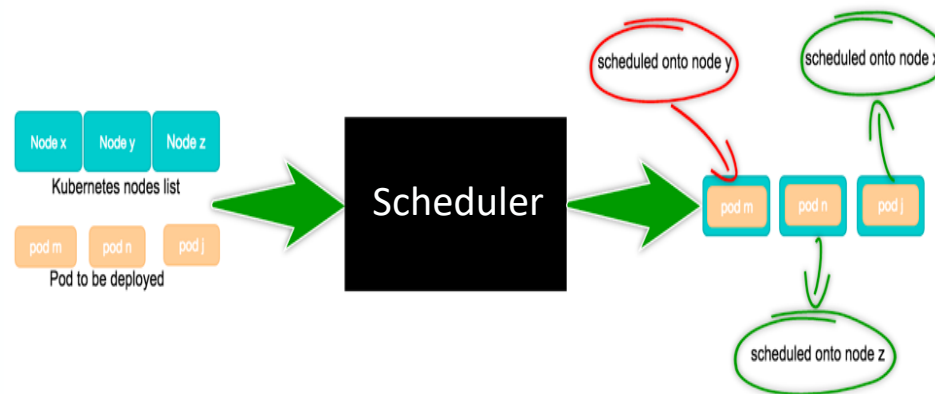 Node x Node y Node z
Kubernetes nodes list
pod m pod n pod j
Pod to be deployed
Scheduler
scheduled onto node y
scheduled onto node x
pod m pod n pod j
scheduled onto node z